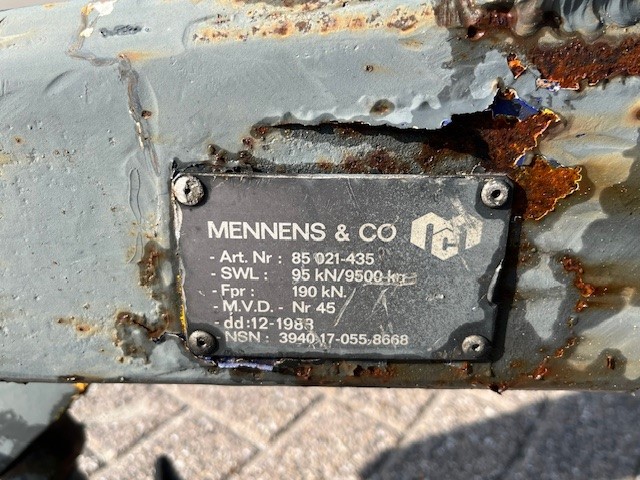 MENNENS & CO
- Art. Nr : 85 021-435
- SWL : 95 kN/9500 kg
- Fpr : 190 kN.
- M.V.D. - Nr 45
- dd:12-1988
- NSN : 3940-17-055.8668